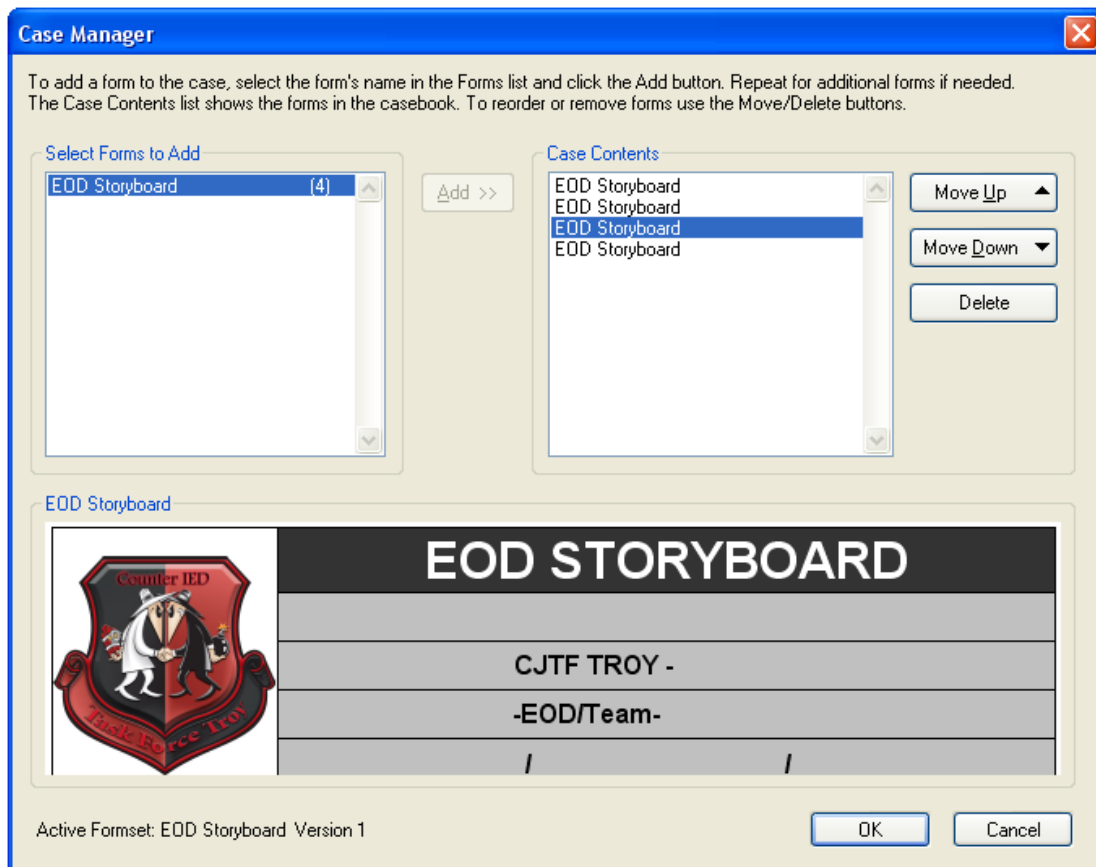 Case Manager
To add a form to the case, select the form's name in the Forms list and click the Add button. Repeat for additional forms if needed.
The Case Contents list shows the forms in the casebook. To reorder or remove forms use the Move/Delete buttons.
Select Forms to Add
EOD Storyboard (4)
Add >>
Case Contents
EOD Storyboard
EOD Storyboard
EOD Storyboard
EOD Storyboard
Move Up
Move Down
Delete
EOD Storyboard
Counter IED
Task Force Troy
EOD STORYBOARD
CJTF TROY -
-EOD/Team-
/ /
Active Formset: EOD Storyboard Version 1
OK
Cancel